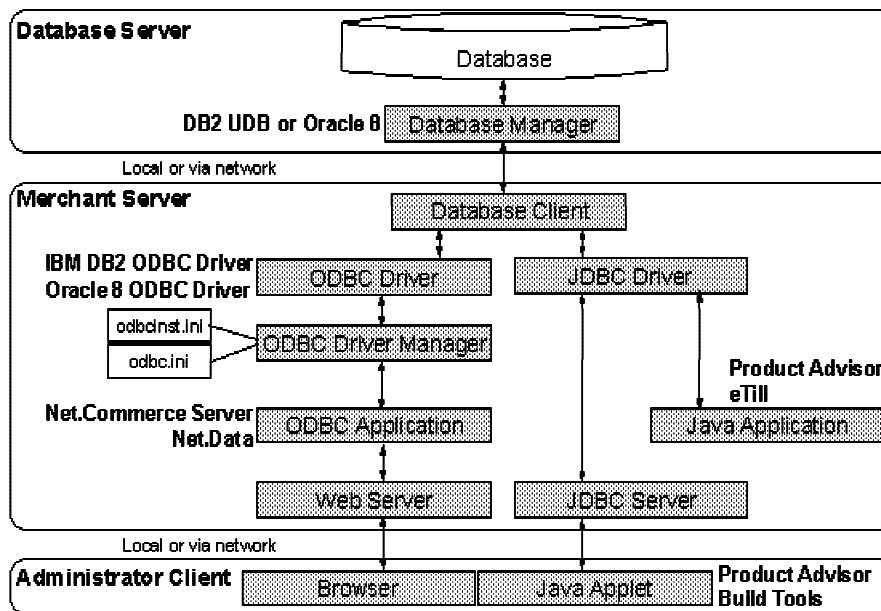 Database Server
Database
DB2 UDB or Oracle 8
Database Manager
Local or via network
Merchant Server
Database Client
IBM DB2 ODBC Driver
Oracle 8 ODBC Driver
ODBC Driver
JDBC Driver
odbcinst.ini
odbc.ini
ODBC Driver Manager
Product Advisor
eTill
Net.Commerce Server
Net.Data
ODBC Application
Java Application
Web Server
JDBC Server
Local or via network
Administrator Client
Browser
Java Applet
Product Advisor
Build Tools